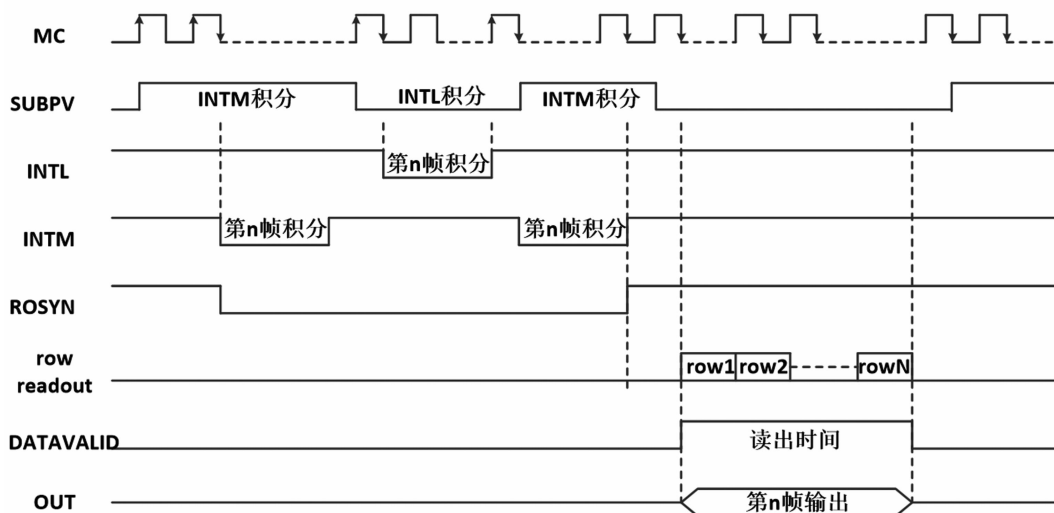 MC
SUBPV INTM积分 INTL积分 INTM积分
INTL 第n帧积分
INTM 第n帧积分 第n帧积分
ROSYN
row
readout
row1 row2 rowN
DATAVALID 读出时间
OUT 第n帧输出